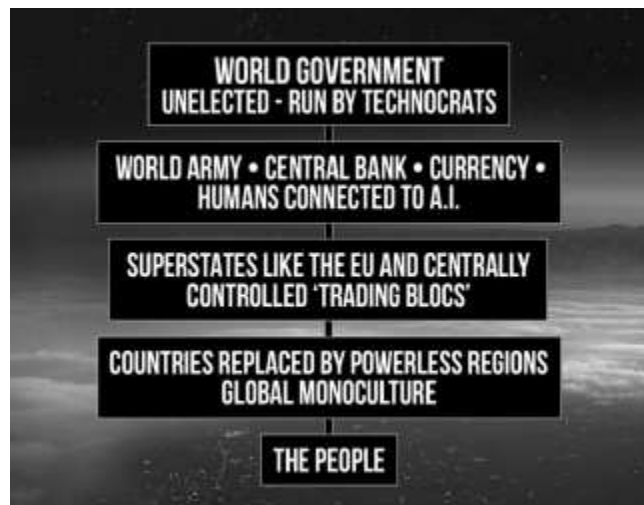 WORLD GOVERNMENT
UNELECTED - RUN BY TECHNOCRATS
WORLD ARMY • CENTRAL BANK • CURRENCY •
HUMANS CONNECTED TO A.I.
SUPERSTATES LIKE THE EU AND CENTRALLY
CONTROLLED 'TRADING BLOCS'
COUNTRIES REPLACED BY POWERLESS REGIONS
GLOBAL MONOCULTURE
THE PEOPLE